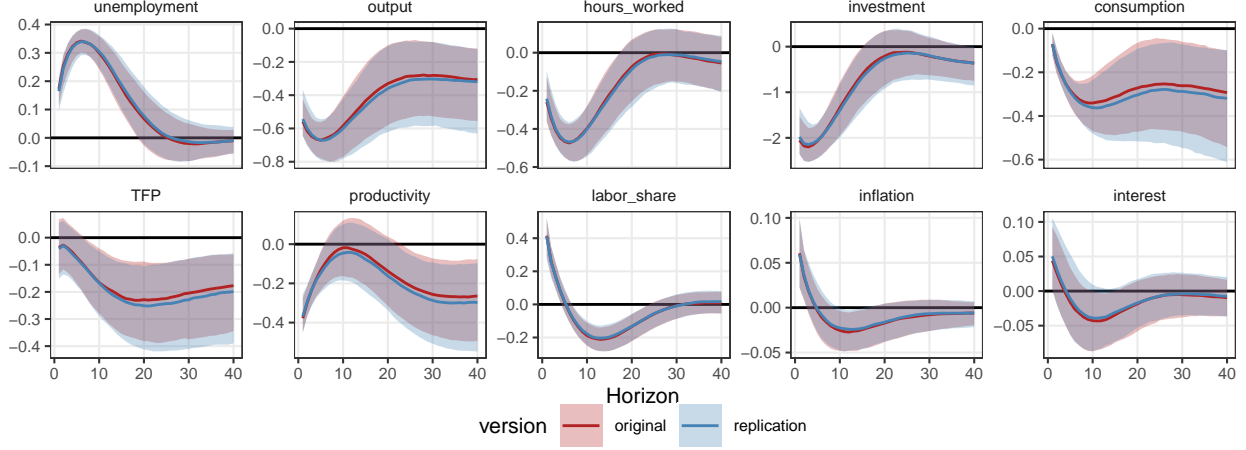 unemployment output hours_worked investment consumption
0.4 0.3 0.2 0.1 0.0 −0.1
0.0 −0.2 −0.4 −0.6 −0.8
0.0 −0.2 −0.4 −0.6
0 −1 −2
0.0 −0.2 −0.4 −0.6
TFP productivity labor_share inflation interest
0.0 −0.1 −0.2 −0.3 −0.4
0.0 −0.2 −0.4
0.4 0.2 0.0 −0.2
0.10 0.05 0.00 −0.05
0.10 0.05 0.00 −0.05
0 10 20 30 40 0 10 20 30 40 0 10 20 30 40 0 10 20 30 40 0 10 20 30 40
Horizon
version original replication